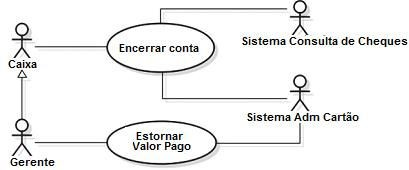 Encerrar conta
Sistema Consulta de Cheques
Caixa
Sistema Adm Cartão
Estornar
Valor Pago
Gerente